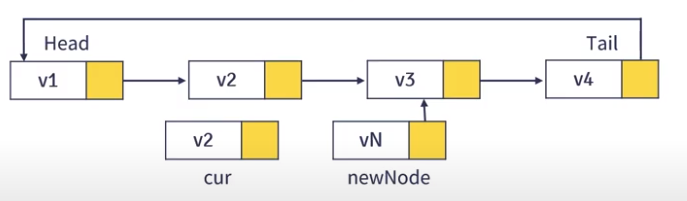 Head Tail
v1 v2 v3 v4
v2 vN
cur newNode